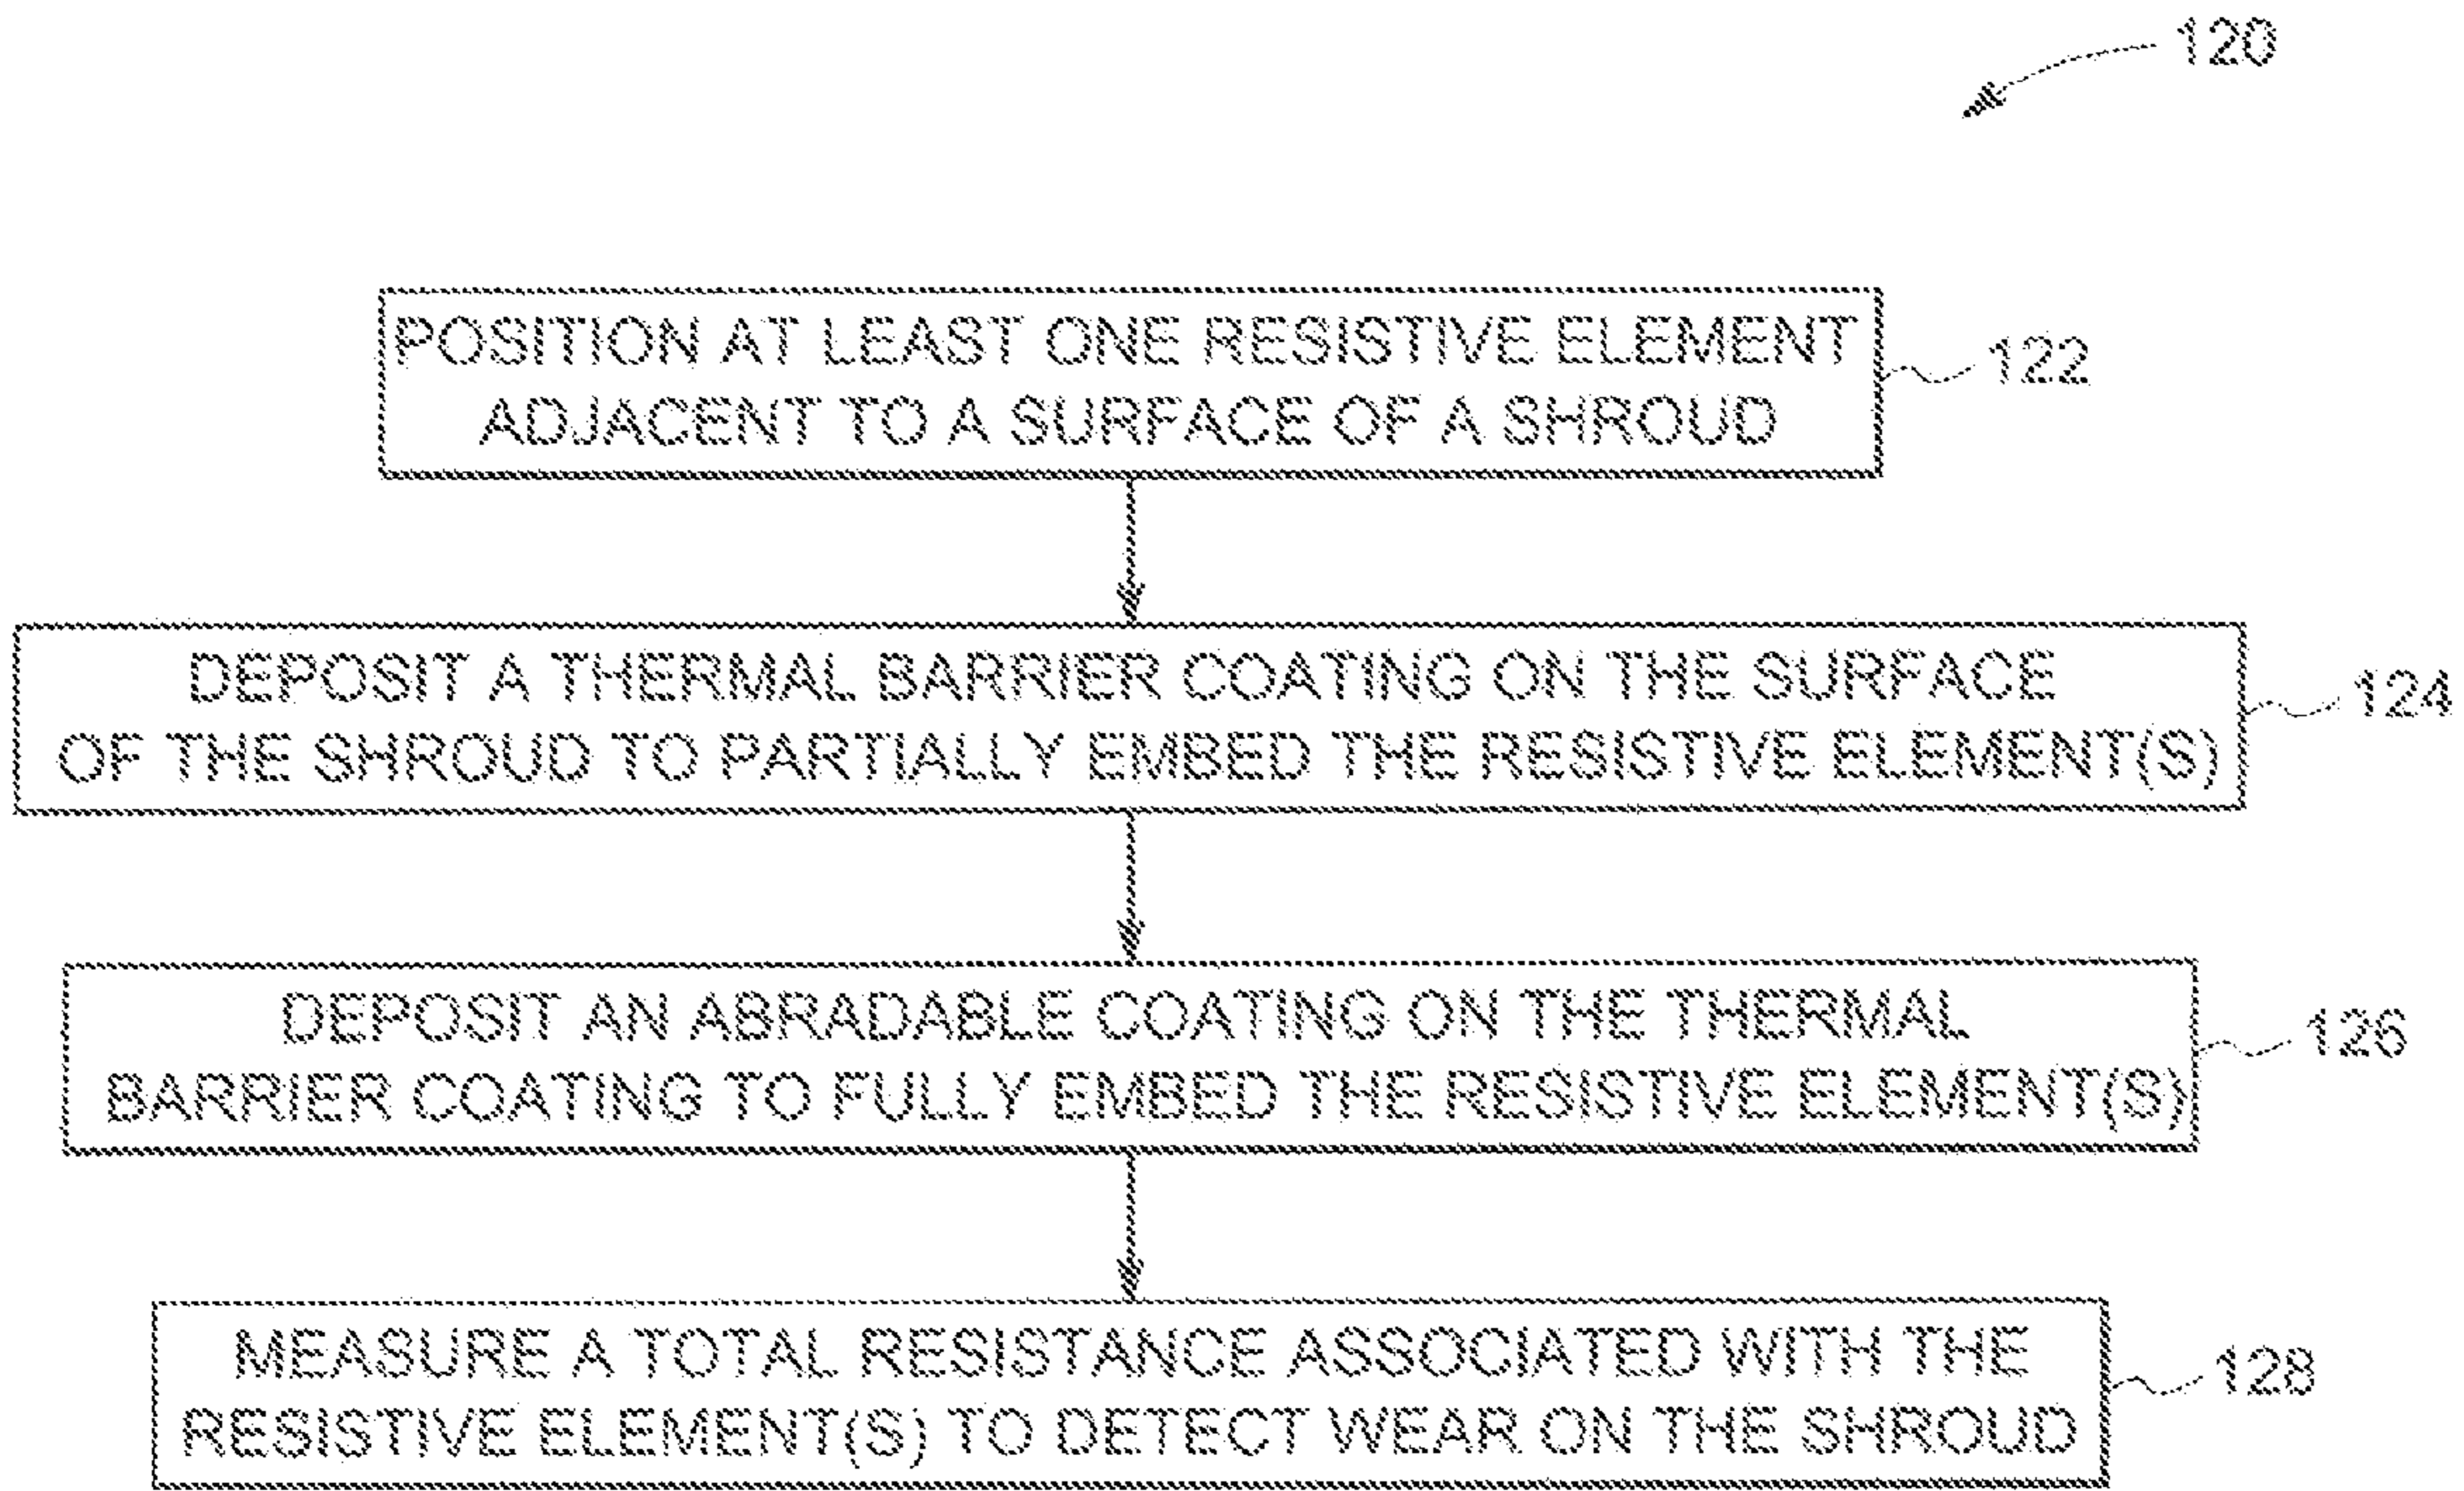 120
POSITION AT LEAST ONE RESISTIVE ELEMENT
ADJACENT TO A SURFACE OF A SHROUD
122
DEPOSIT A THERMAL BARRIER COATING ON THE SURFACE
OF THE SHROUD TO PARTIALLY EMBED THE RESISTIVE ELEMENT(S)
124
DEPOSIT AN ABRADABLE COATING ON THE THERMAL
BARRIER COATING TO FULLY EMBED THE RESISTIVE ELEMENT(S)
126
MEASURE A TOTAL RESISTANCE ASSOCIATED WITH THE
RESISTIVE ELEMENT(S) TO DETECT WEAR ON THE SHROUD
128